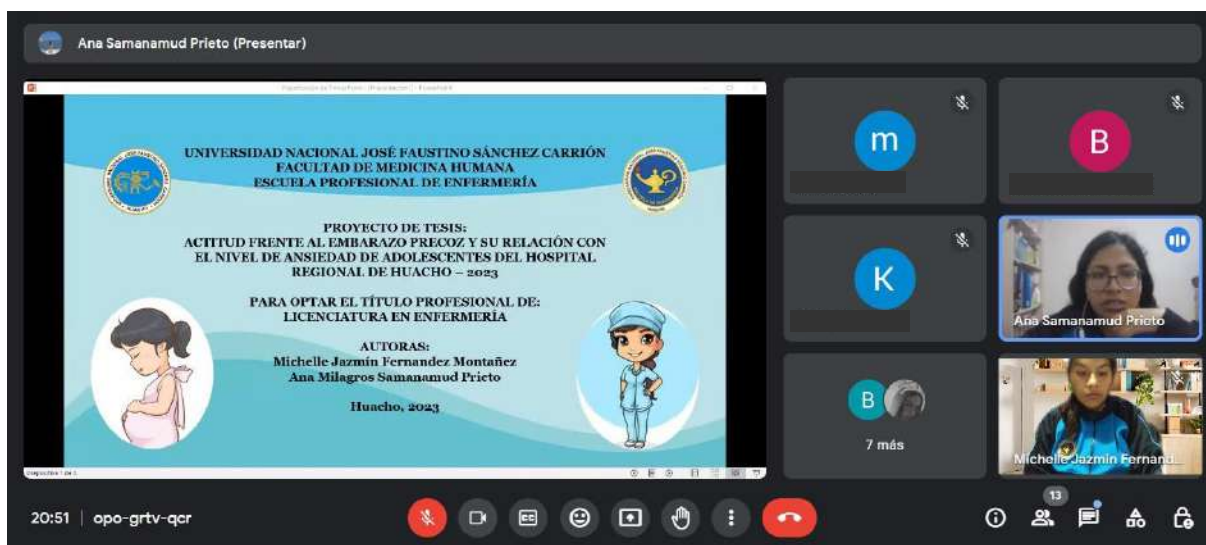 Ana Samanamud Prieto (Presentar)
UNIVERSIDAD NACIONAL JOSÉ FAUSTINO SÁNCHEZ CARRIÓN
FACULTAD DE MEDICINA HUMANA
ESCUELA PROFESIONAL DE ENFERMERÍA
PROYECTO DE TESIS:
ACTITUD FRENTE AL EMBARAZO PRECOZ Y SU RELACIÓN CON
EL NIVEL DE ANSIEDAD DE ADOLESCENTES DEL HOSPITAL
REGIONAL DE HUACHO – 2023
PARA OPTAR EL TÍTULO PROFESIONAL DE:
LICENCIATURA EN ENFERMERÍA
AUTORAS:
Michelle Jazmín Fernandez Montañez
Ana Milagros Samanamud Prieto
Huacho, 2023
m
B
K
Ana Samanamud Prieto
B
7 más
Michelle Jazmin Fernand...
20:51 | opo-grtv-qcr
CC
13